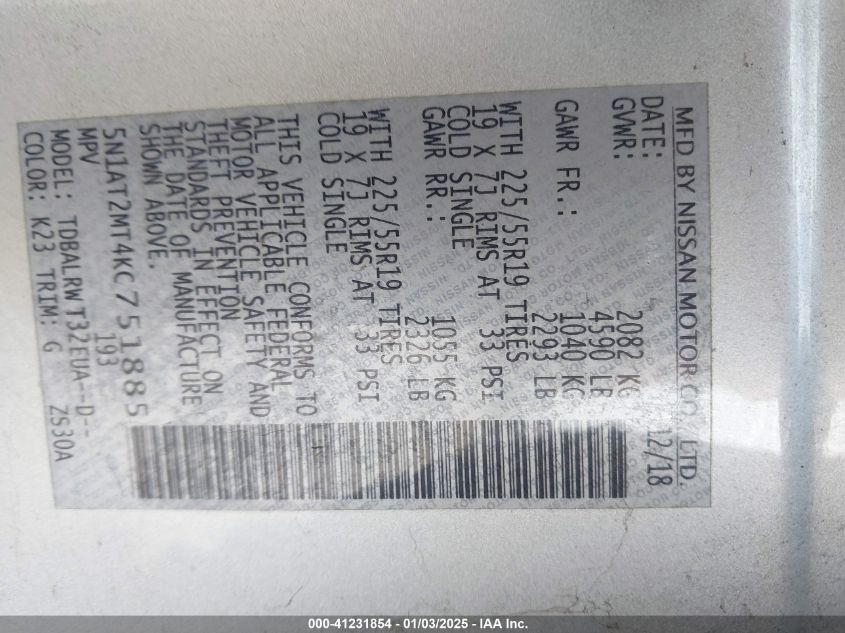 MFD BY NISSAN MOTOR CO., LTD.
DATE: 12/18
GVWR: 2082 KG
4590 LB
GAWR FR.: 1040 KG
2293 LB
WITH 225/55R19 TIRES
19 X 7J RIMS AT 33 PSI
COLD SINGLE
GAWR RR.: 1055 KG
2326 LB
WITH 225/55R19 TIRES
19 X 7J RIMS AT 33 PSI
COLD SINGLE
THIS VEHICLE CONFORMS TO
ALL APPLICABLE FEDERAL
MOTOR VEHICLE SAFETY AND
THEFT PREVENTION
STANDARDS IN EFFECT ON
THE DATE OF MANUFACTURE
SHOWN ABOVE.
5N1AT2MT4KC751885
MPV 193
MODEL: TDBALRWT32EUA--D--
COLOR: K23 TRIM: G ZS30A
000-41231854 - 01/03/2025 - IAA Inc.